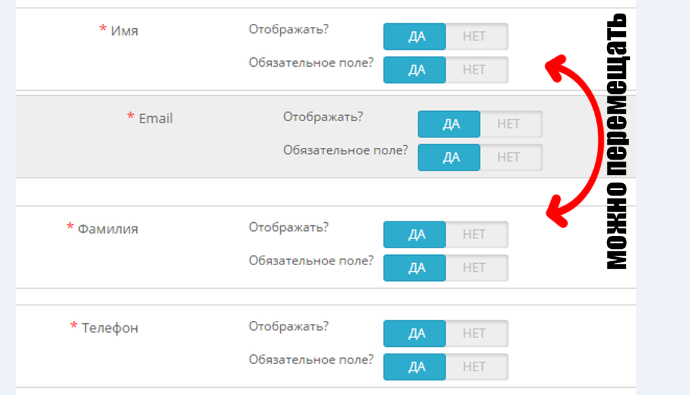 * Имя Отображать? ДА НЕТ
Обязательное поле? ДА НЕТ
* Email Отображать? ДА НЕТ
Обязательное поле? ДА НЕТ
* Фамилия Отображать? ДА НЕТ
Обязательное поле? ДА НЕТ
* Телефон Отображать? ДА НЕТ
Обязательное поле? ДА НЕТ
можно перемещать